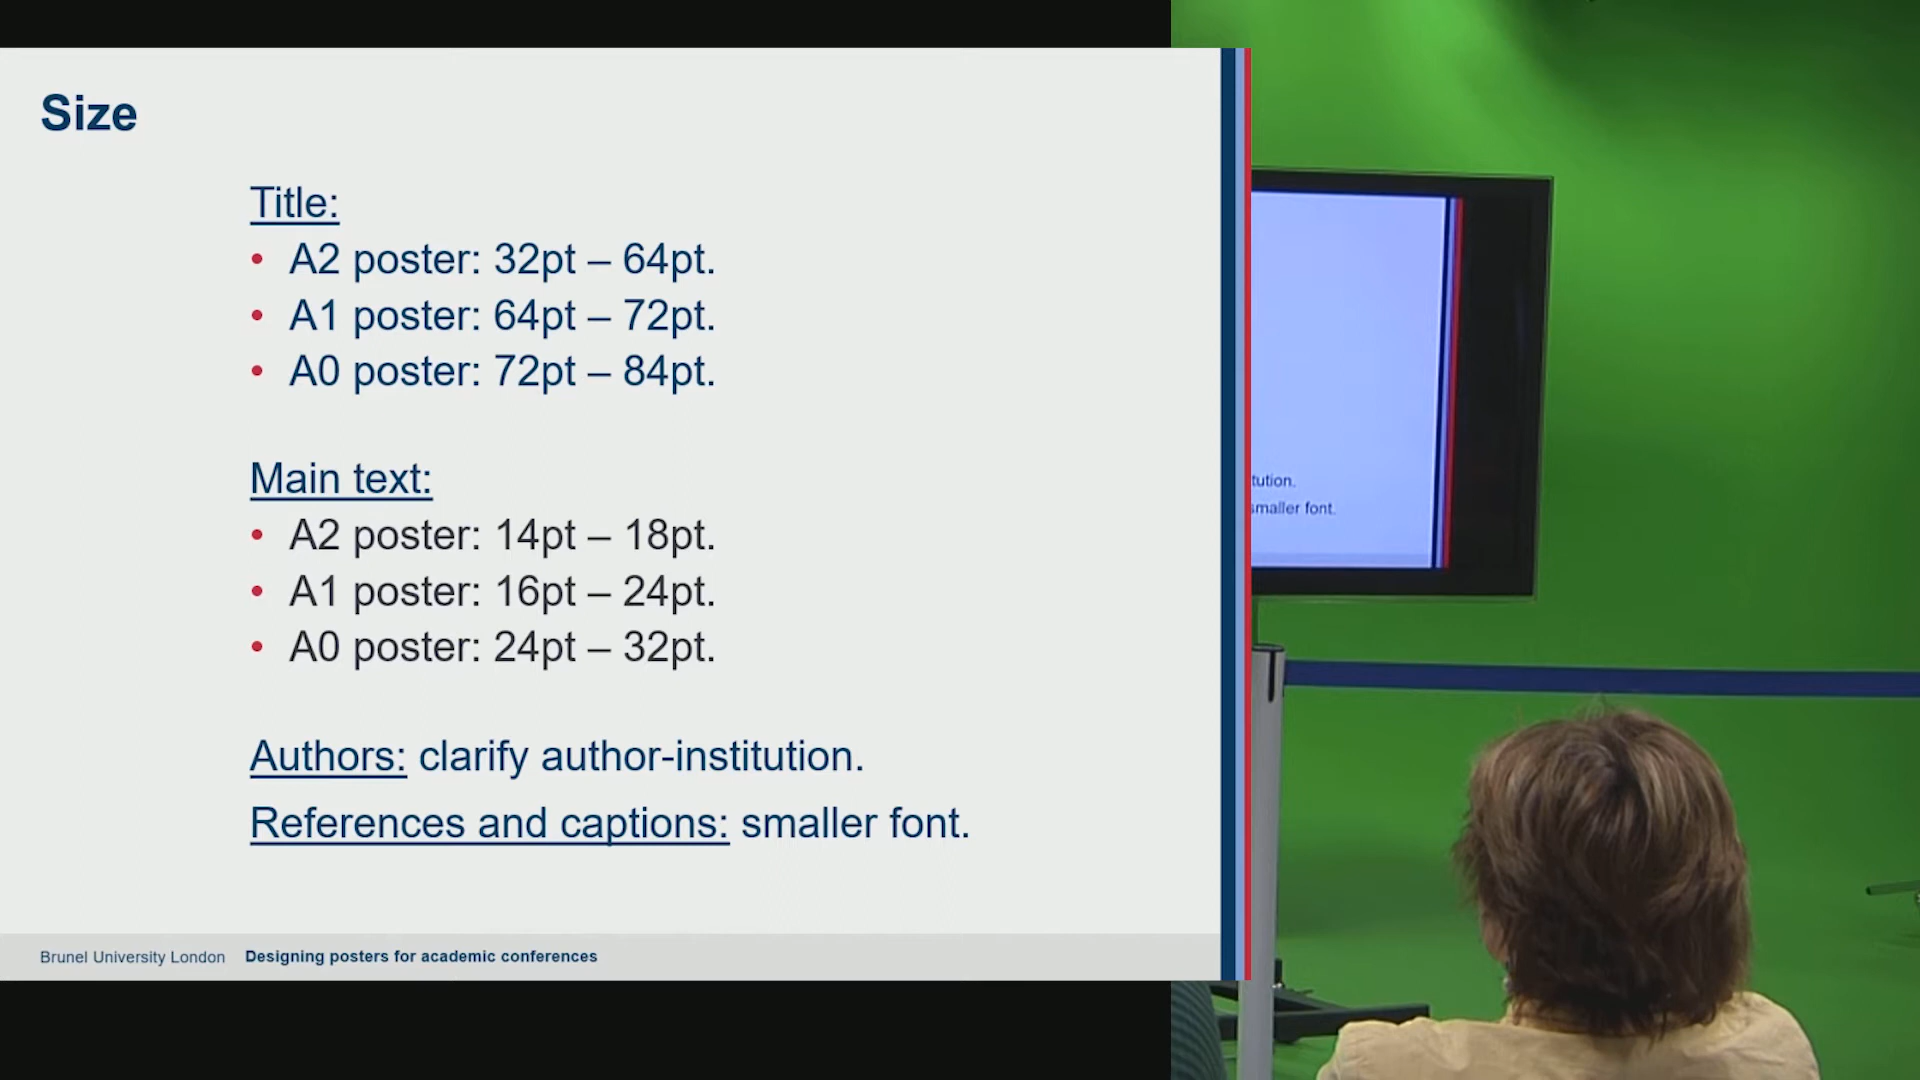 Size
Title:
• A2 poster: 32pt – 64pt.
• A1 poster: 64pt – 72pt.
• A0 poster: 72pt – 84pt.
Main text:
• A2 poster: 14pt – 18pt.
• A1 poster: 16pt – 24pt.
• A0 poster: 24pt – 32pt.
Authors: clarify author-institution.
References and captions: smaller font.
Brunel University London Designing posters for academic conferences
tution.
smaller font.